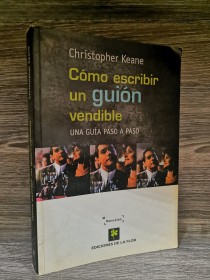 Christopher Keane
Cómo escribir
un guión
vendible
UNA GUÍA PASO A PASO
EDICIONES DE LA FLOR